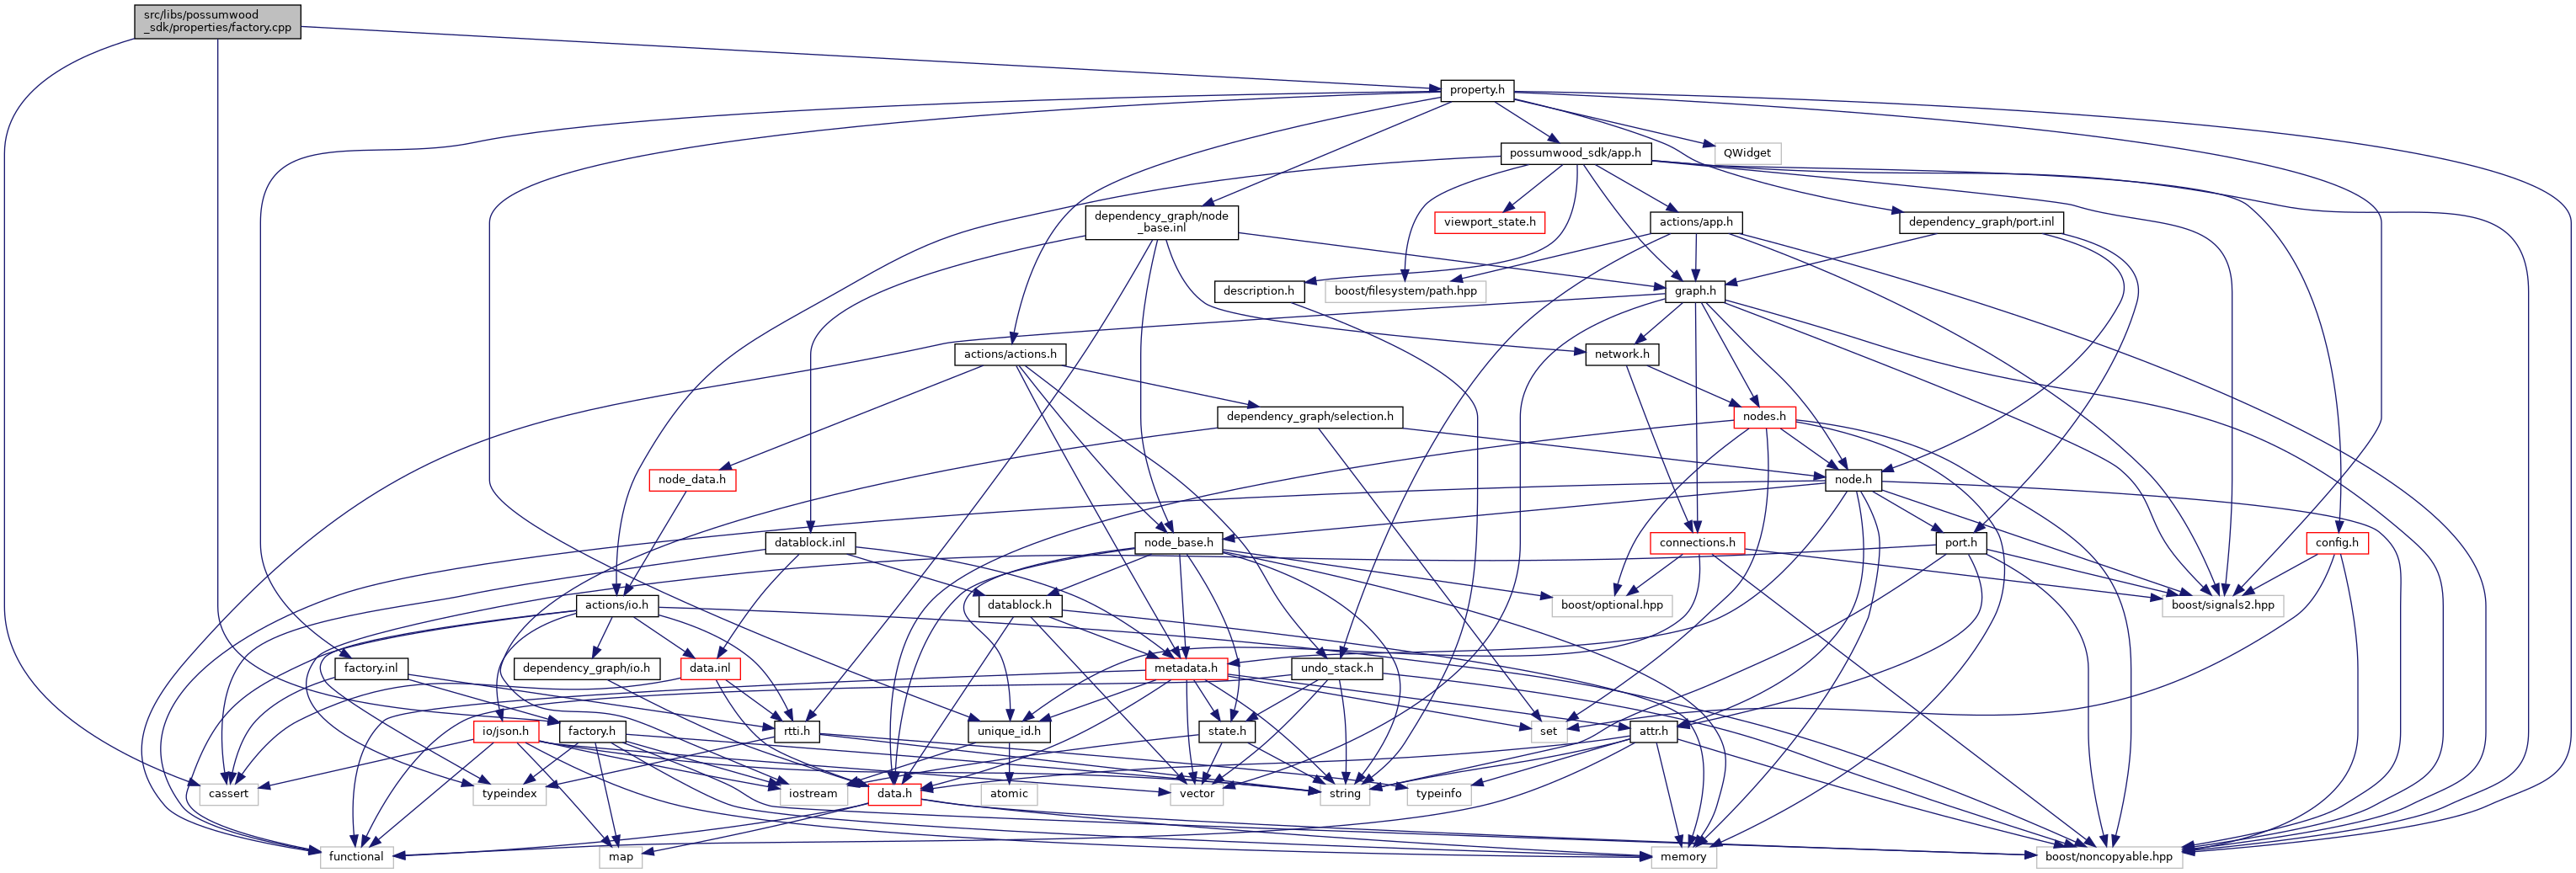 src/libs/possumwood
_sdk/properties/factory.cpp
property.h
possumwood_sdk/app.h
QWidget
dependency_graph/node
_base.inl
viewport_state.h
actions/app.h
dependency_graph/port.inl
description.h
boost/filesystem/path.hpp
graph.h
actions/actions.h
network.h
dependency_graph/selection.h
nodes.h
node_data.h
node.h
datablock.inl
node_base.h
connections.h
port.h
config.h
actions/io.h
datablock.h
boost/optional.hpp
boost/signals2.hpp
factory.inl
dependency_graph/io.h
data.inl
metadata.h
undo_stack.h
io/json.h
factory.h
rtti.h
unique_id.h
state.h
set
attr.h
cassert
typeindex
iostream
data.h
atomic
vector
string
typeinfo
functional
map
memory
boost/noncopyable.hpp